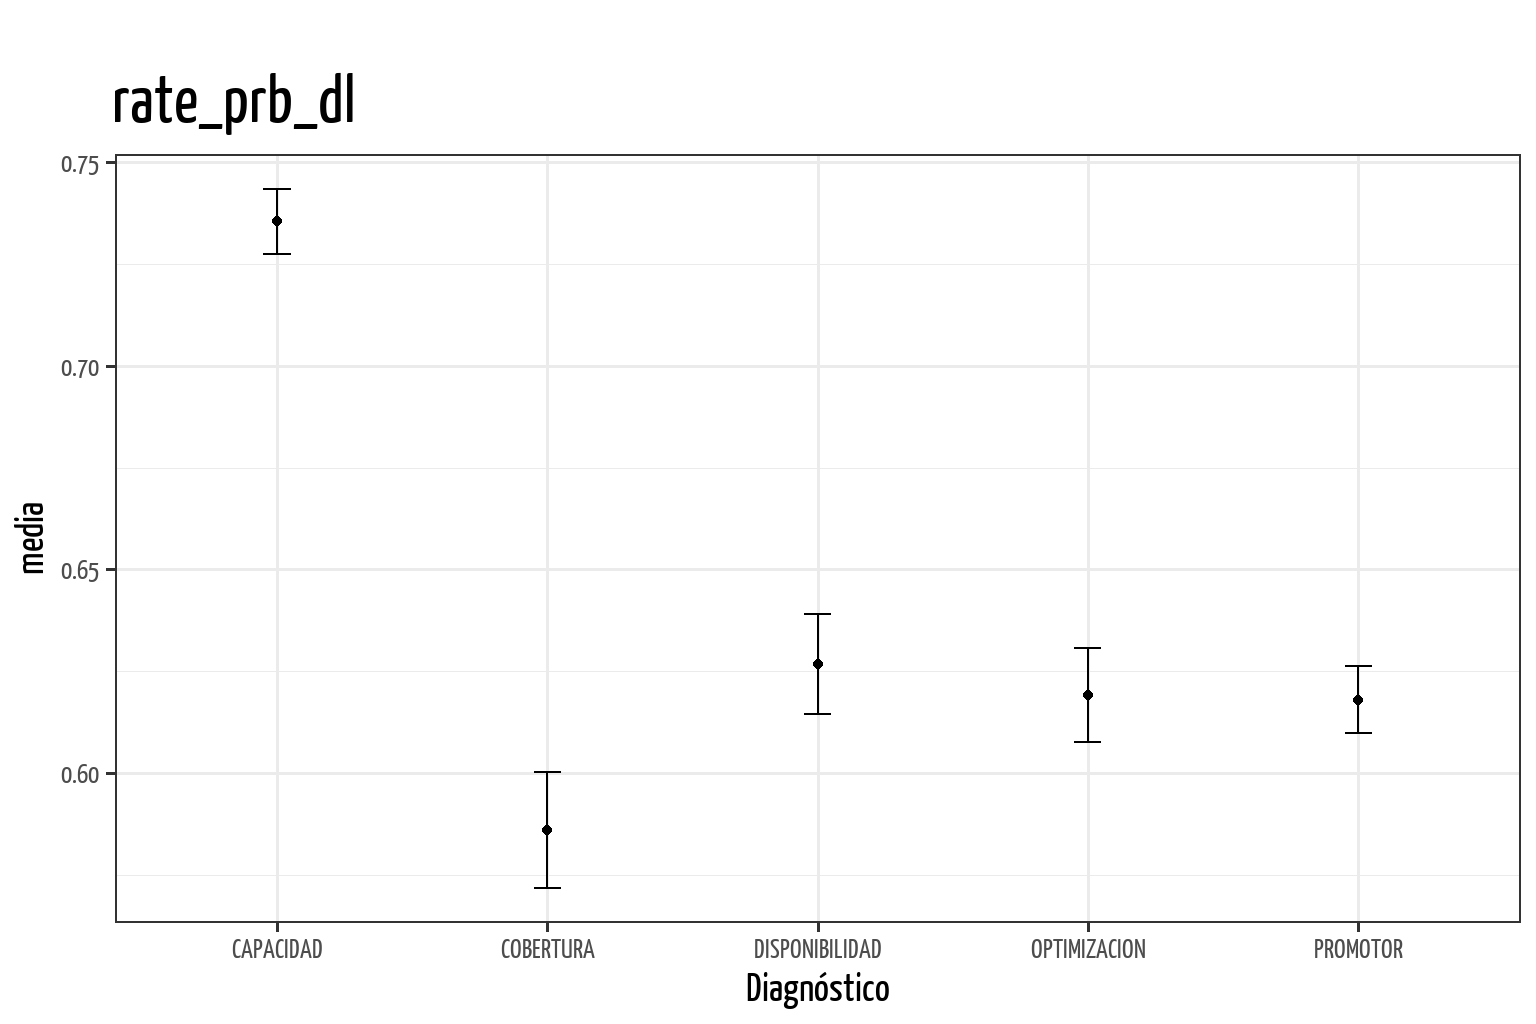 rate_prb_dl
0.75
0.70
0.65
0.60
media
CAPACIDAD COBERTURA DISPONIBILIDAD OPTIMIZACION PROMOTOR
Diagnóstico